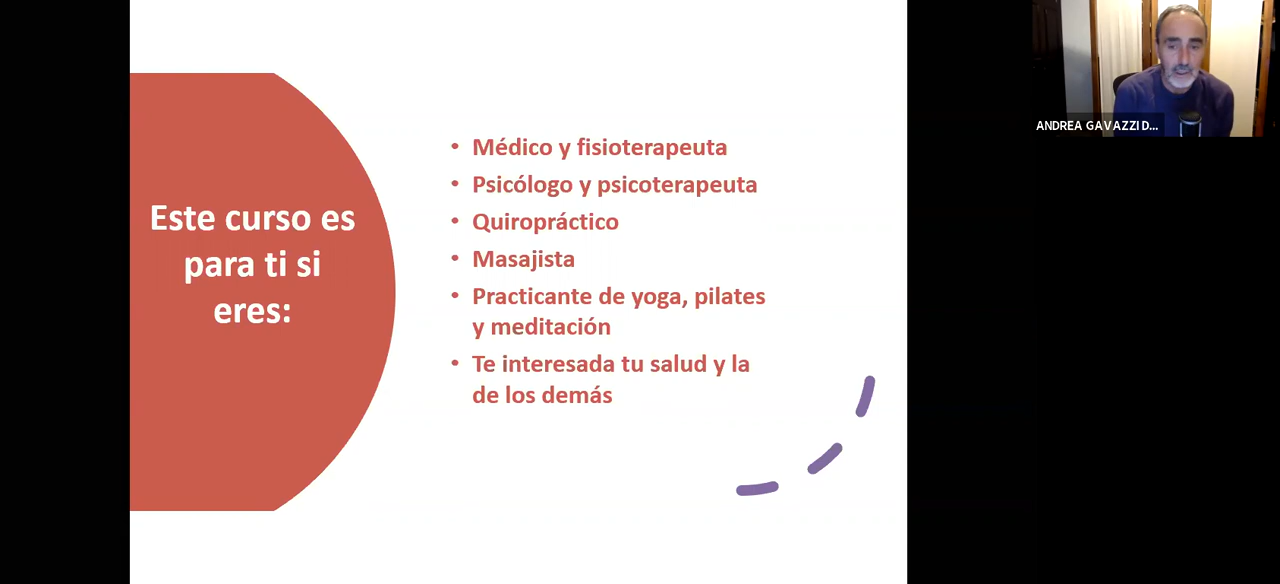 Este curso es
para ti si
eres:
• Médico y fisioterapeuta
• Psicólogo y psicoterapeuta
• Quiropráctico
• Masajista
• Practicante de yoga, pilates
y meditación
• Te interesada tu salud y la
de los demás
ANDREA GAVAZZI D...